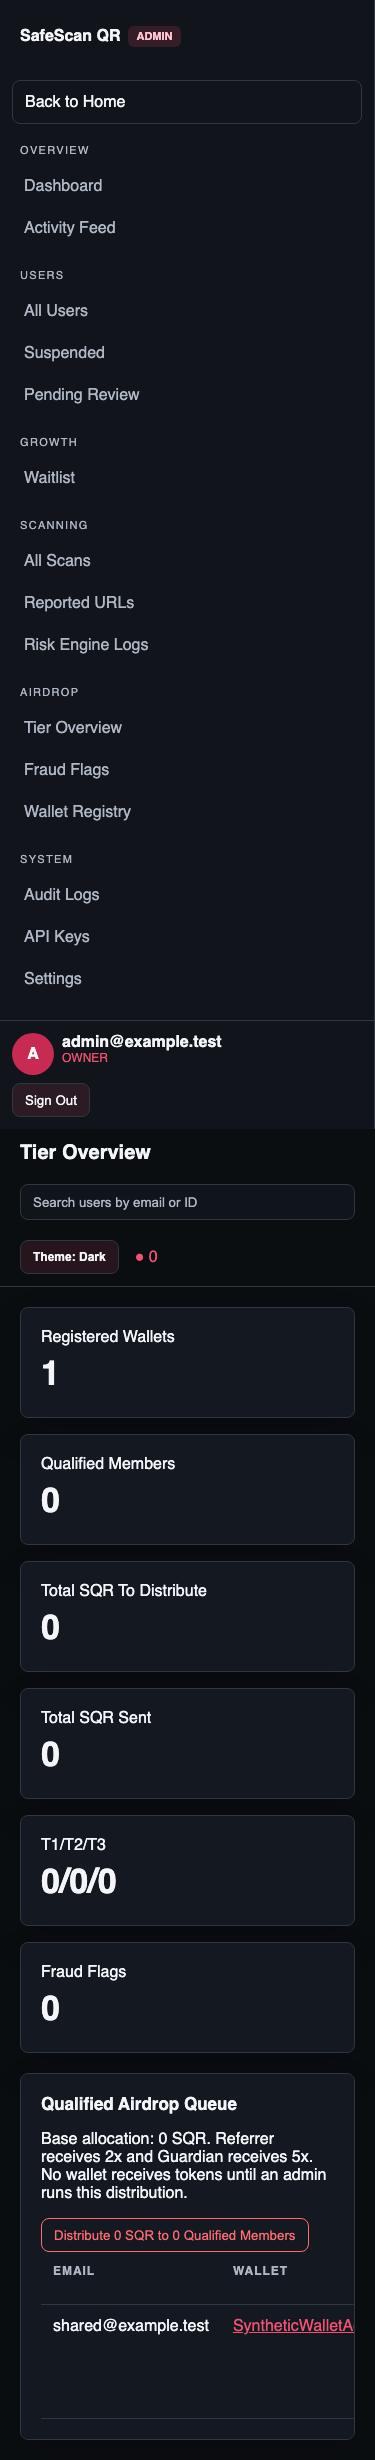 SafeScan QR ADMIN
Back to Home
OVERVIEW
Dashboard
Activity Feed
USERS
All Users
Suspended
Pending Review
GROWTH
Waitlist
SCANNING
All Scans
Reported URLs
Risk Engine Logs
AIRDROP
Tier Overview
Fraud Flags
Wallet Registry
SYSTEM
Audit Logs
API Keys
Settings
A
admin@example.test
OWNER
Sign Out
Tier Overview
Search users by email or ID
Theme: Dark
0
Registered Wallets
1
Qualified Members
0
Total SQR To Distribute
0
Total SQR Sent
0
T1/T2/T3
0/0/0
Fraud Flags
0
Qualified Airdrop Queue
Base allocation: 0 SQR. Referrer
receives 2x and Guardian receives 5x.
No wallet receives tokens until an admin
runs this distribution.
Distribute 0 SQR to 0 Qualified Members
EMAIL WALLET
shared@example.test SyntheticWalletA